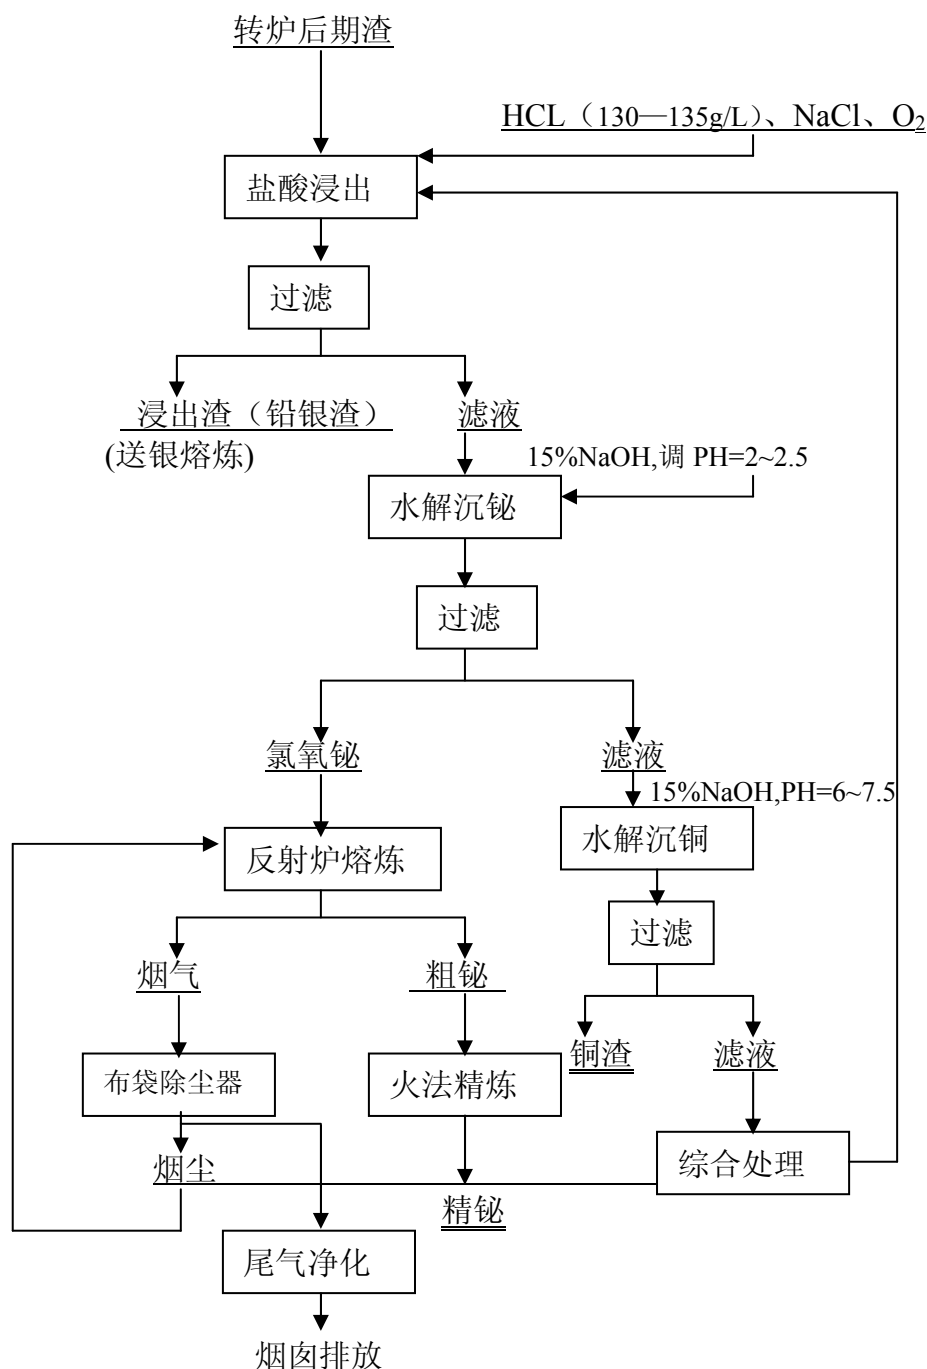 转炉后期渣
HCL（130—135g/L）、NaCl、O2
盐酸浸出
过滤
浸出渣（铅银渣）
滤液
(送银熔炼)
15%NaOH,调 PH=2~2.5
水解沉铋
过滤
氯氧铋
滤液
15%NaOH,PH=6~7.5
水解沉铜
反射炉熔炼
过滤
烟气
粗铋
铜渣
滤液
布袋除尘器
火法精炼
综合处理
烟尘
精铋
尾气净化
烟囱排放